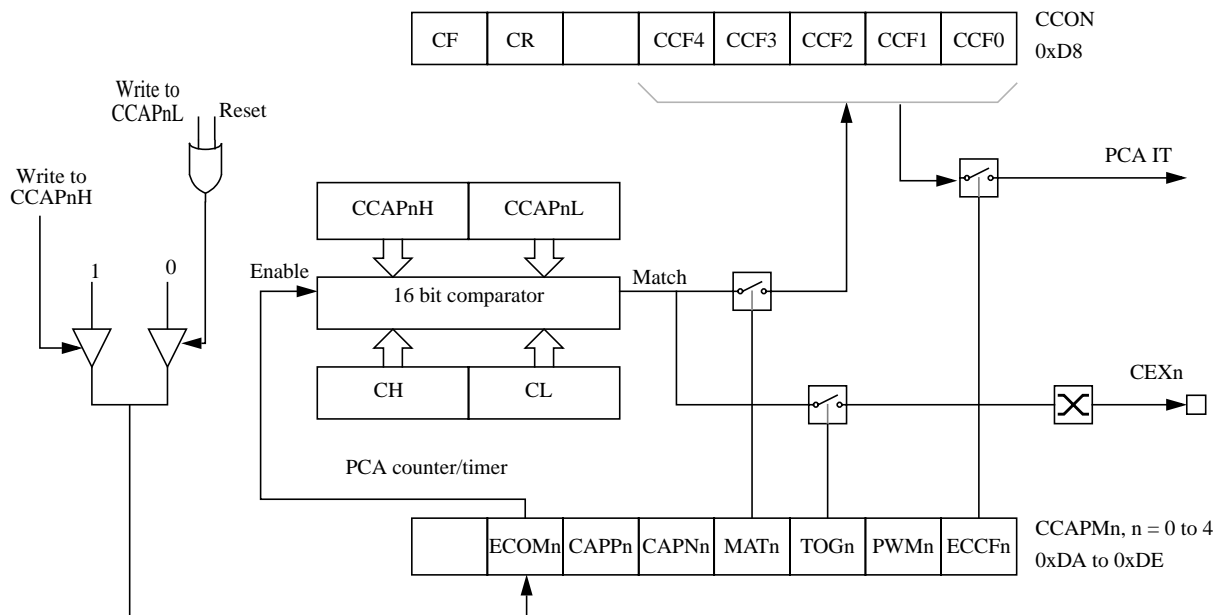 CF CR CCF4 CCF3 CCF2 CCF1 CCF0
CCON
0xD8
Write to
CCAPnL
Reset
Write to
CCAPnH
PCA IT
CCAPnH CCAPnL
1 0
Enable
16 bit comparator
Match
CH CL
CEXn
PCA counter/timer
ECOMn CAPPn CAPNn MATn TOGn PWMn ECCFn
CCAPMn, n = 0 to 4
0xDA to 0xDE